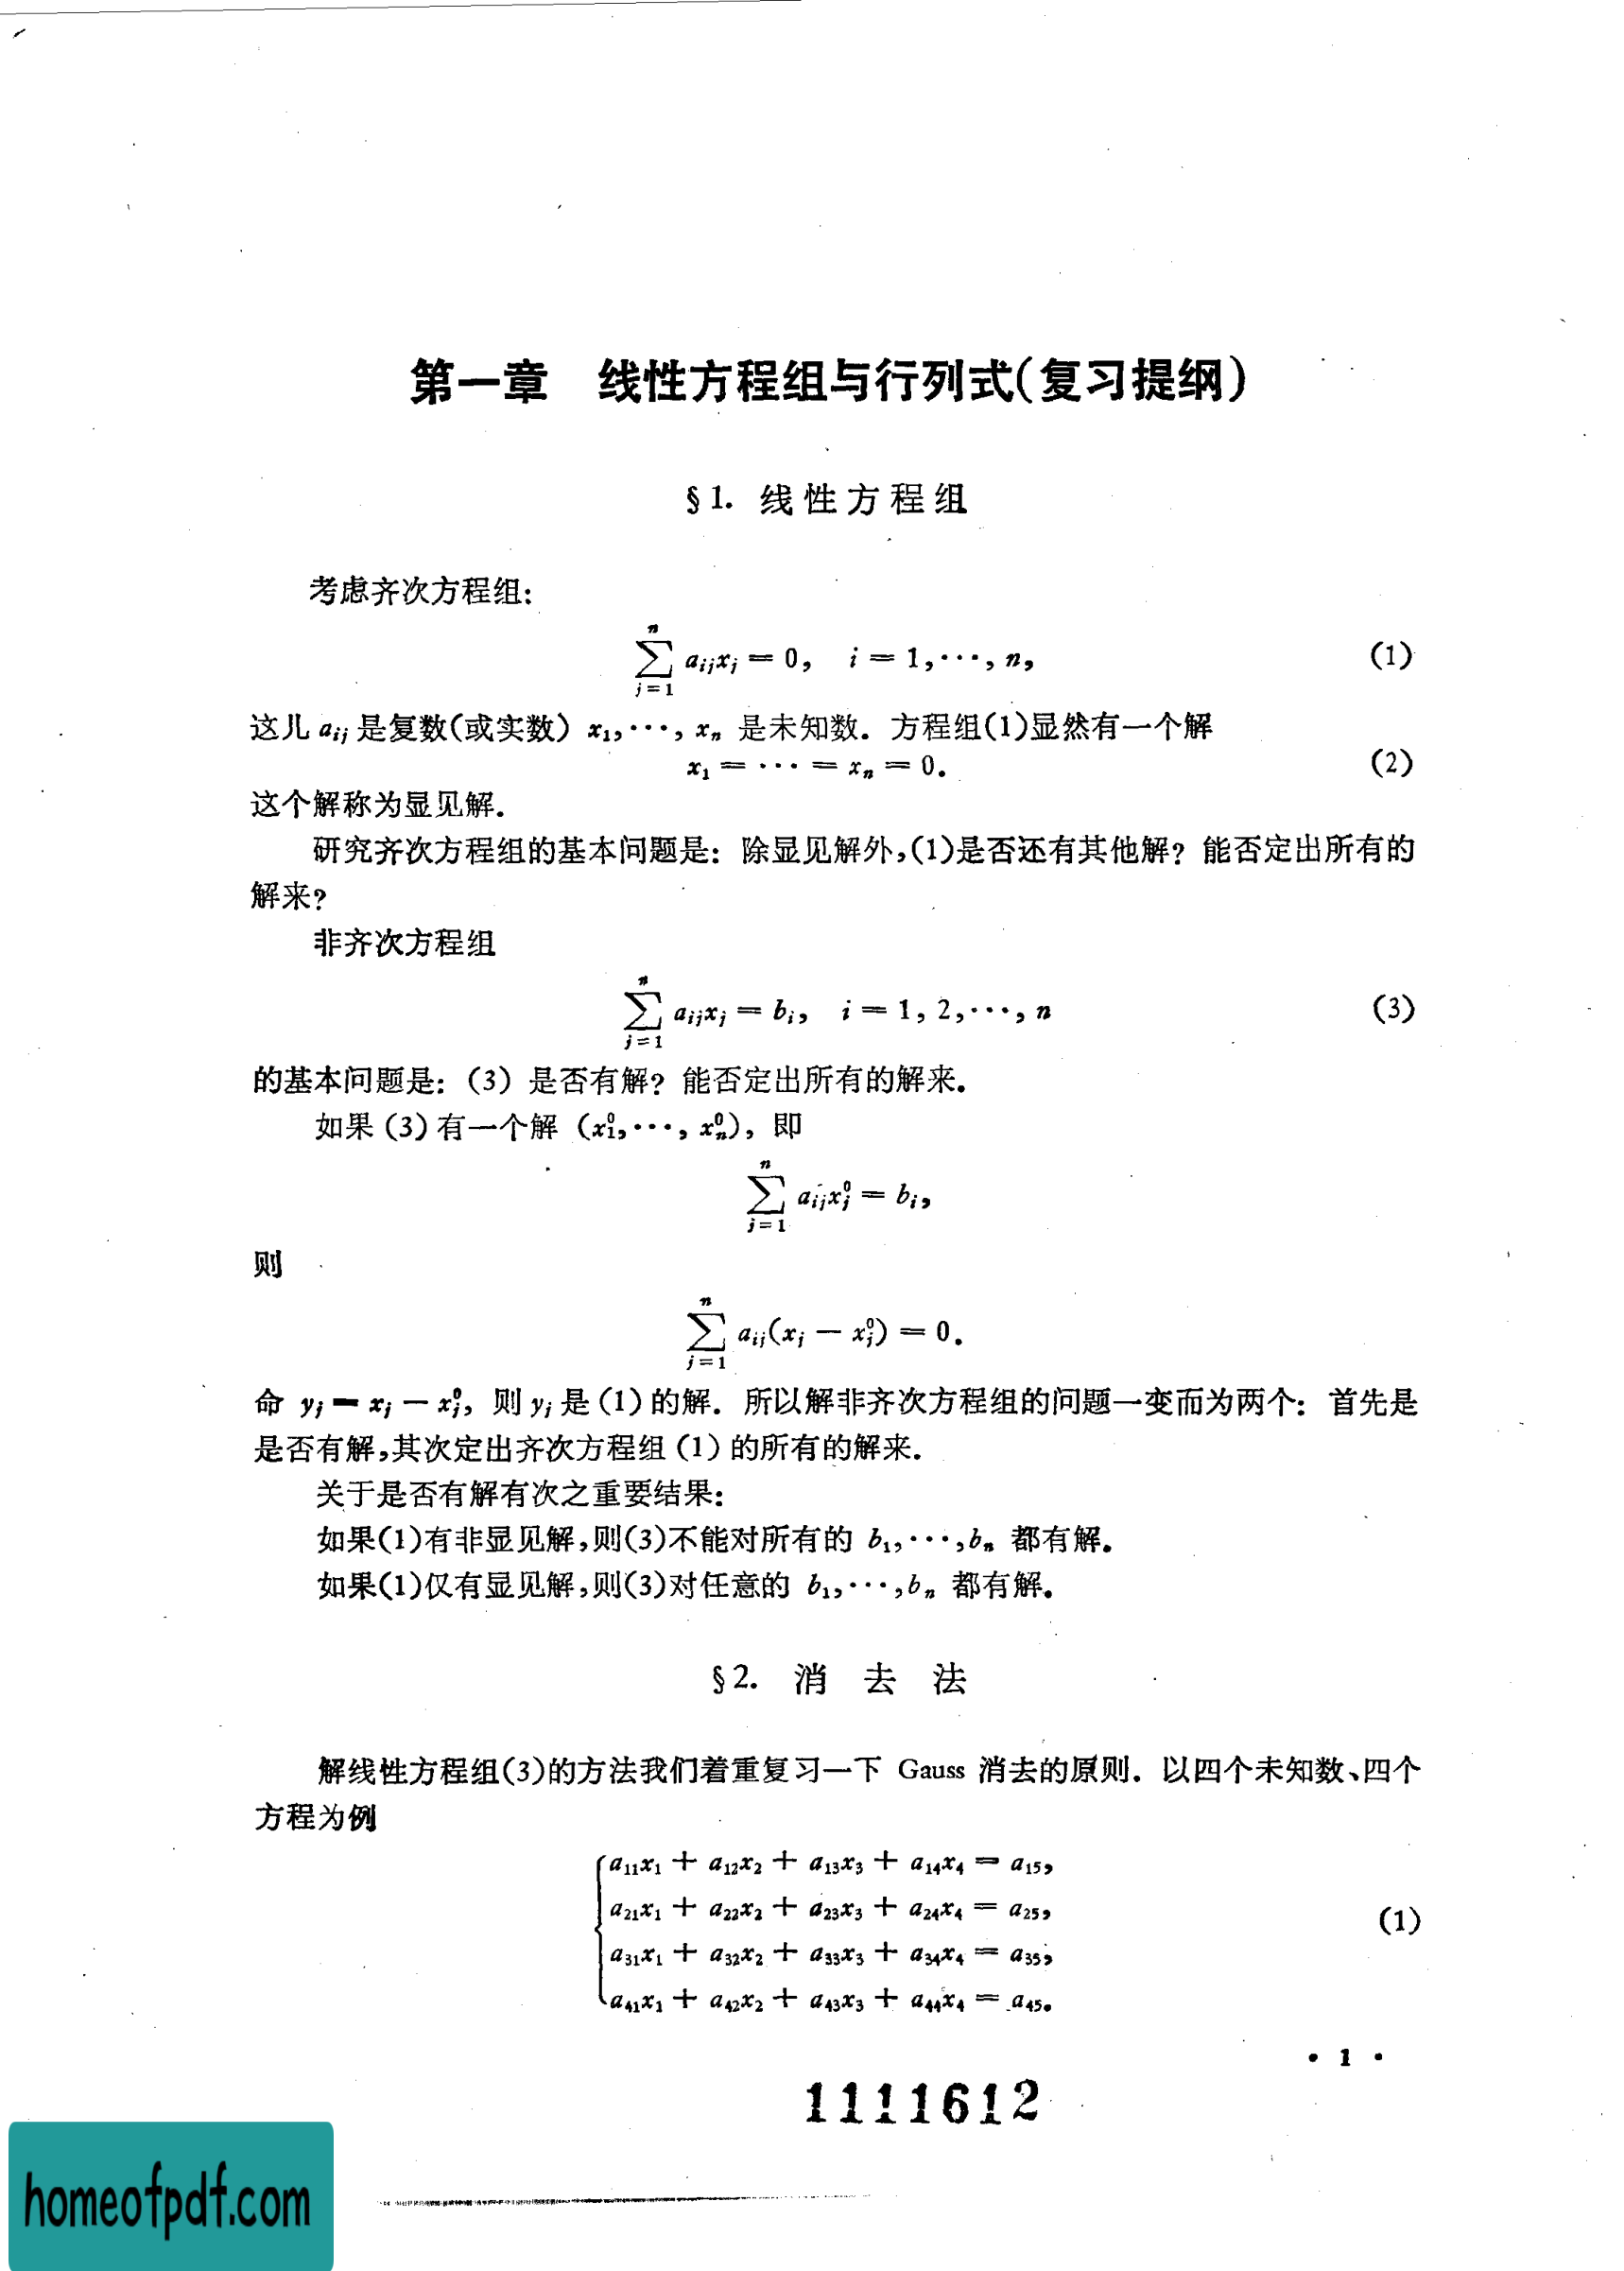 第一章 线性方程组与行列式(复习提纲)
§1. 线性方程组
考虑齐次方程组:
$\sum_{j=1}^{n} a_{ij}x_j = 0, \quad i = 1, \cdots, n,$ (1)
这儿 $a_{ij}$ 是复数(或实数) $x_1, \cdots, x_n$ 是未知数. 方程组(1)显然有一个解
$x_1 = \cdots = x_n = 0.$ (2)
这个解称为显见解.
研究齐次方程组的基本问题是: 除显见解外,(1)是否还有其他解? 能否定出所有的
解来?
非齐次方程组
$\sum_{j=1}^{n} a_{ij}x_j = b_i, \quad i = 1, 2, \cdots, n$ (3)
的基本问题是: (3) 是否有解? 能否定出所有的解来.
如果 (3) 有一个解 $(x_1^0, \cdots, x_n^0)$, 即
$\sum_{j=1}^{n} a_{ij}x_j^0 = b_i,$
则
$\sum_{j=1}^{n} a_{ij}(x_j - x_j^0) = 0.$
命 $y_j = x_j - x_j^0$, 则 $y_j$ 是 (1) 的解. 所以解非齐次方程组的问题一变而为两个: 首先是
是否有解,其次定出齐次方程组 (1) 的所有的解来.
关于是否有解有次之重要结果:
如果(1)有非显见解,则(3)不能对所有的 $b_1, \cdots, b_n$ 都有解.
如果(1)仅有显见解,则(3)对任意的 $b_1, \cdots, b_n$ 都有解.
§2. 消去法
解线性方程组(3)的方法我们着重复习一下 Gauss 消去的原则. 以四个未知数、四个
方程为例
$a_{11}x_1 + a_{12}x_2 + a_{13}x_3 + a_{14}x_4 = a_{15},$
$a_{21}x_1 + a_{22}x_2 + a_{23}x_3 + a_{24}x_4 = a_{25},$ (1)
$a_{31}x_1 + a_{32}x_2 + a_{33}x_3 + a_{34}x_4 = a_{35},$
$a_{41}x_1 + a_{42}x_2 + a_{43}x_3 + a_{44}x_4 = a_{45}.$
• 1 •
1111612
homeofpdf.com